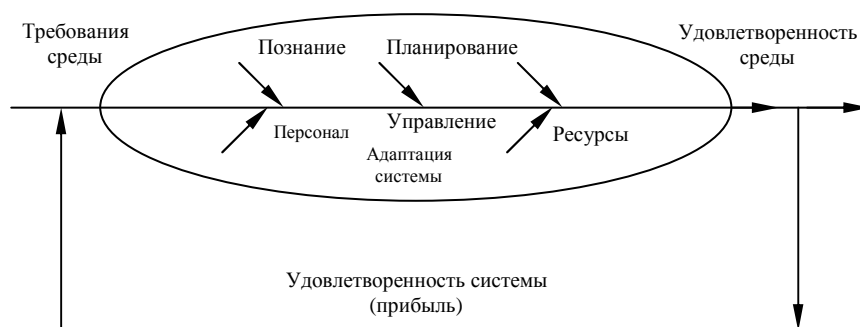 Требования
среды
Познание
Планирование
Удовлетворенность
среды
Персонал
Управление
Ресурсы
Адаптация
системы
Удовлетворенность системы
(прибыль)